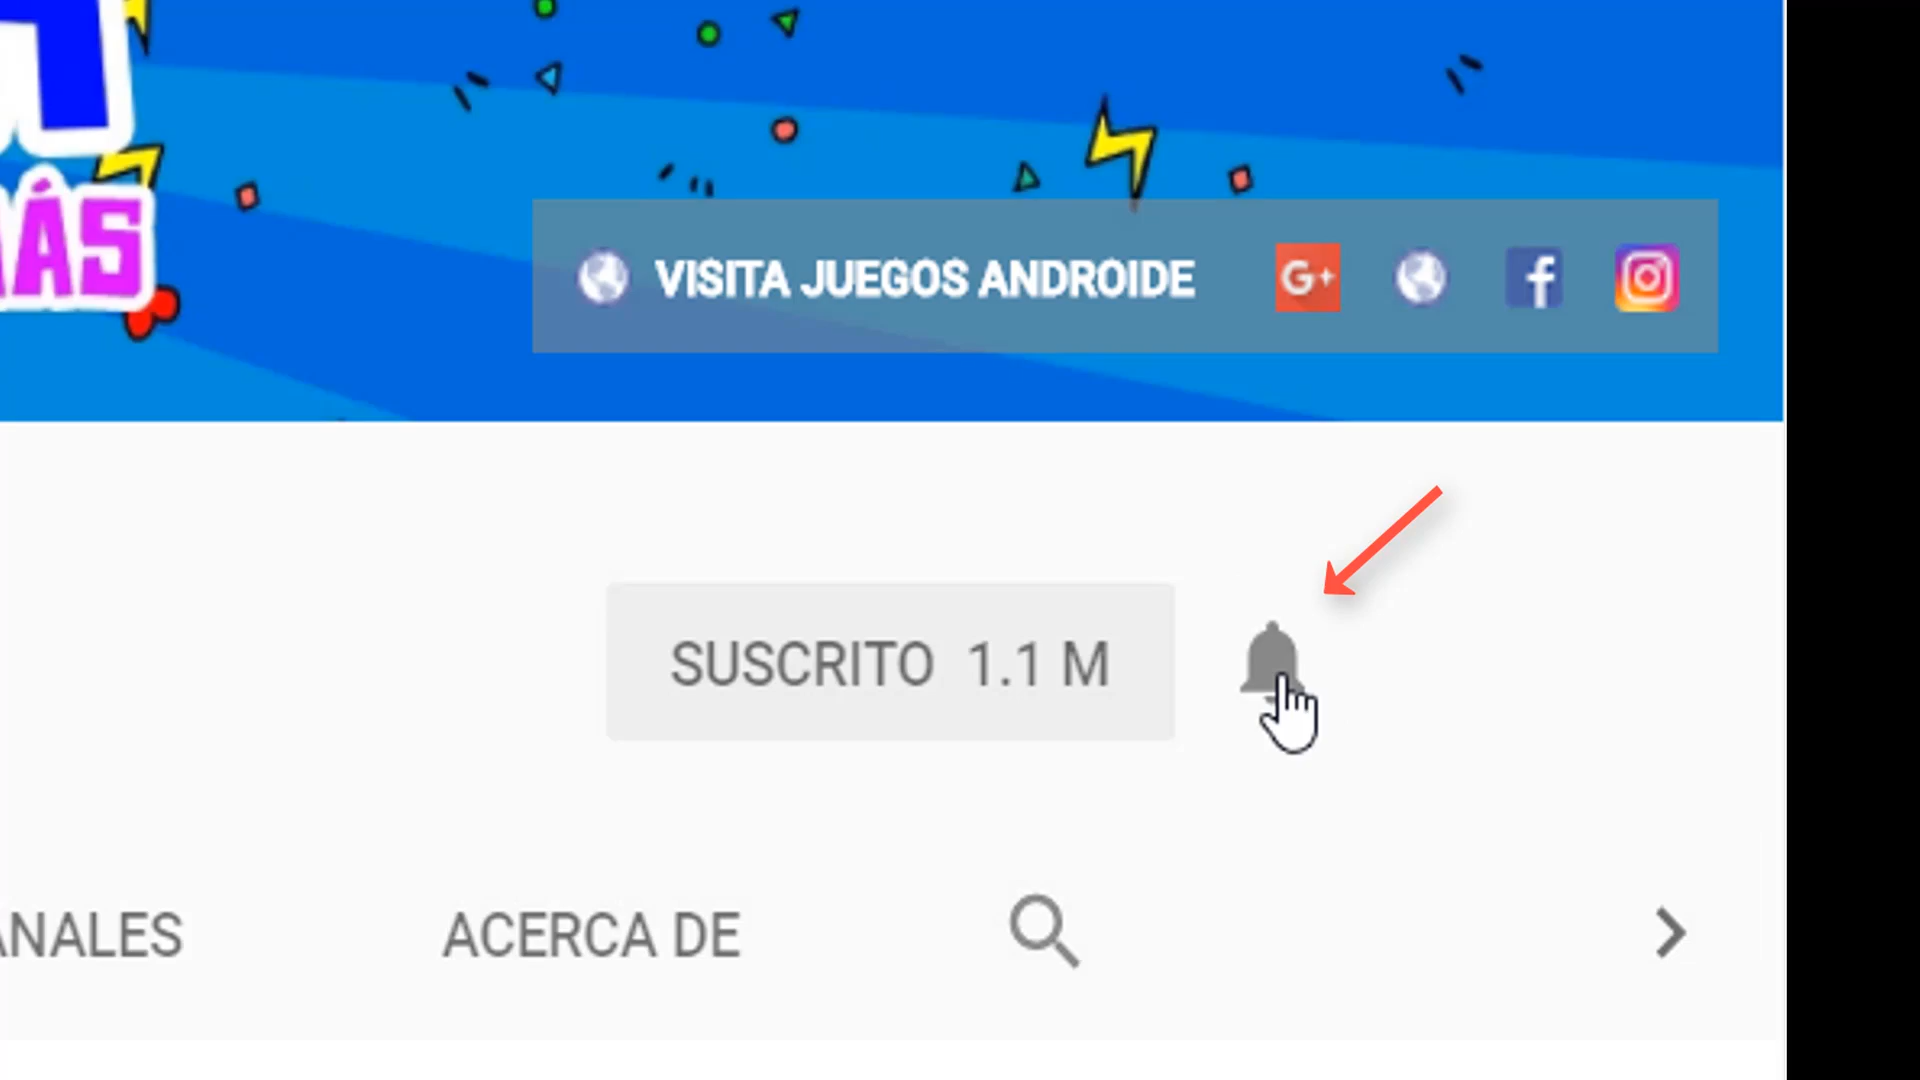 ÁS
VISITA JUEGOS ANDROIDE G+ f
SUSCRITO 1.1 M
ANALES ACERCA DE